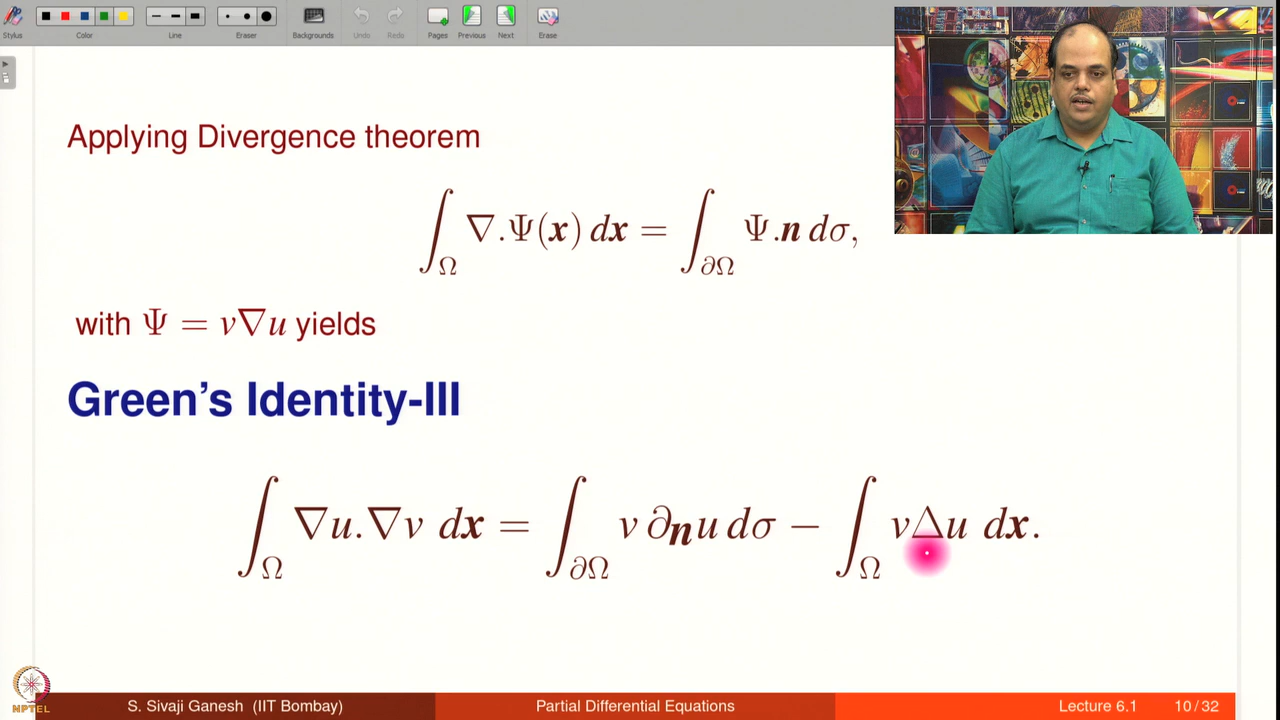 Stylus Color Line Eraser Backgrounds Undo Redo Pages Previous Next Erase
Applying Divergence theorem
∫_Ω ∇.Ψ(x) dx = ∫_∂Ω Ψ.n dσ,
with Ψ = v∇u yields
Green's Identity-III
∫_Ω ∇u.∇v dx = ∫_∂Ω v ∂_n u dσ − ∫_Ω vΔu dx.
NPTEL
S. Sivaji Ganesh (IIT Bombay) Partial Differential Equations Lecture 6.1 10/32